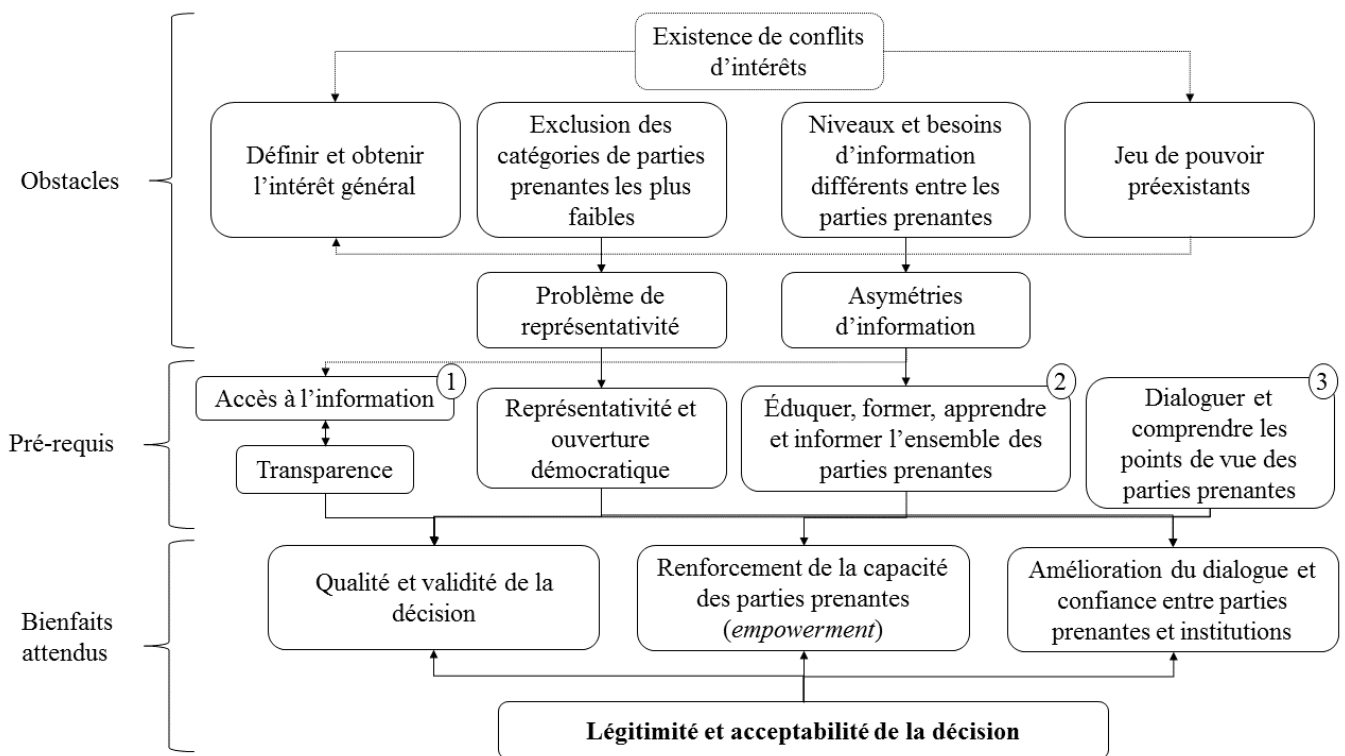 Existence de conflits
d’intérêts
Obstacles
Définir et obtenir
l’intérêt général
Exclusion des
catégories de parties
prenantes les plus
faibles
Niveaux et besoins
d’information
différents entre les
parties prenantes
Jeu de pouvoir
préexistants
Problème de
représentativité
Asymétries
d’information
Pré-requis
Accès à l’information
1
Transparence
Représentativité et
ouverture
démocratique
2
Éduquer, former, apprendre
et informer l’ensemble des
parties prenantes
3
Dialoguer et
comprendre les
points de vue des
parties prenantes
Bienfaits
attendus
Qualité et validité de la
décision
Renforcement de la capacité
des parties prenantes
(empowerment)
Amélioration du dialogue et
confiance entre parties
prenantes et institutions
Légitimité et acceptabilité de la décision